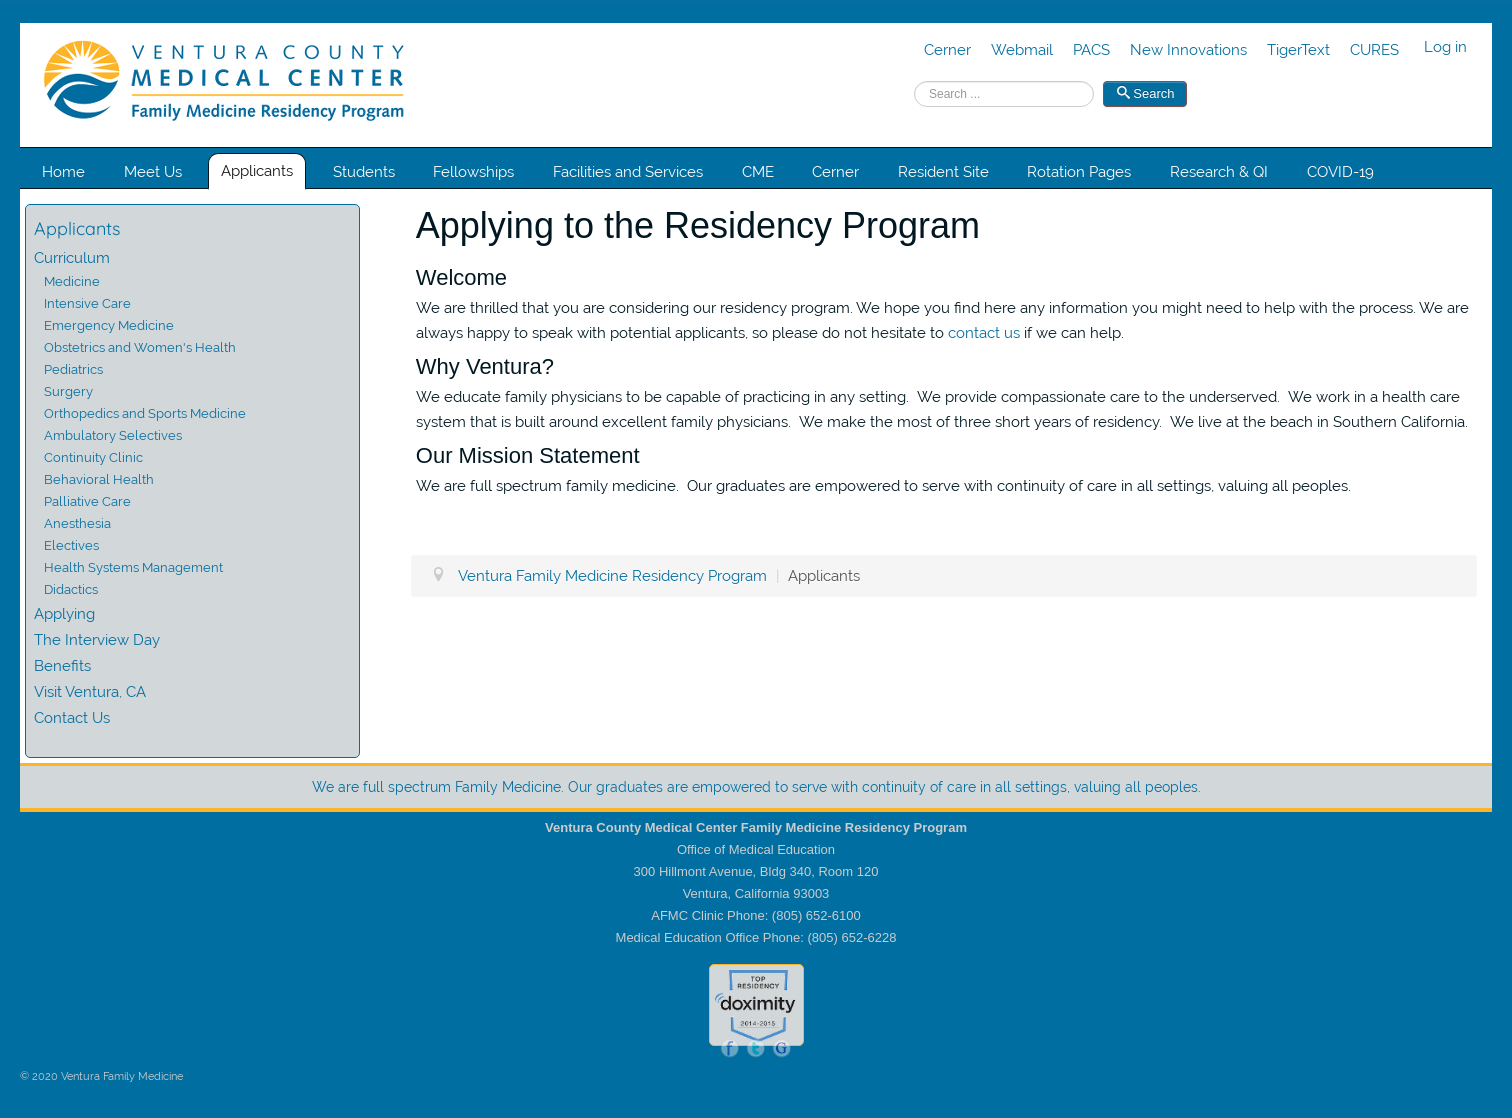 VENTURA COUNTY
MEDICAL CENTER
Family Medicine Residency Program
Cerner Webmail PACS New Innovations TigerText CURES Log in
Search ... Search
Home Meet Us Applicants Students Fellowships Facilities and Services CME Cerner Resident Site Rotation Pages Research & QI COVID-19
Applicants
Curriculum
Medicine
Intensive Care
Emergency Medicine
Obstetrics and Women's Health
Pediatrics
Surgery
Orthopedics and Sports Medicine
Ambulatory Selectives
Continuity Clinic
Behavioral Health
Palliative Care
Anesthesia
Electives
Health Systems Management
Didactics
Applying
The Interview Day
Benefits
Visit Ventura, CA
Contact Us
Applying to the Residency Program
Welcome
We are thrilled that you are considering our residency program. We hope you find here any information you might need to help with the process. We are
always happy to speak with potential applicants, so please do not hesitate to contact us if we can help.
Why Ventura?
We educate family physicians to be capable of practicing in any setting.  We provide compassionate care to the underserved.  We work in a health care
system that is built around excellent family physicians.  We make the most of three short years of residency.  We live at the beach in Southern California.
Our Mission Statement
We are full spectrum family medicine.  Our graduates are empowered to serve with continuity of care in all settings, valuing all peoples.
Ventura Family Medicine Residency Program | Applicants
We are full spectrum Family Medicine. Our graduates are empowered to serve with continuity of care in all settings, valuing all peoples.
Ventura County Medical Center Family Medicine Residency Program
Office of Medical Education
300 Hillmont Avenue, Bldg 340, Room 120
Ventura, California 93003
AFMC Clinic Phone: (805) 652-6100
Medical Education Office Phone: (805) 652-6228
TOP
RESIDENCY
doximity
2014-2015
f t G
© 2020 Ventura Family Medicine